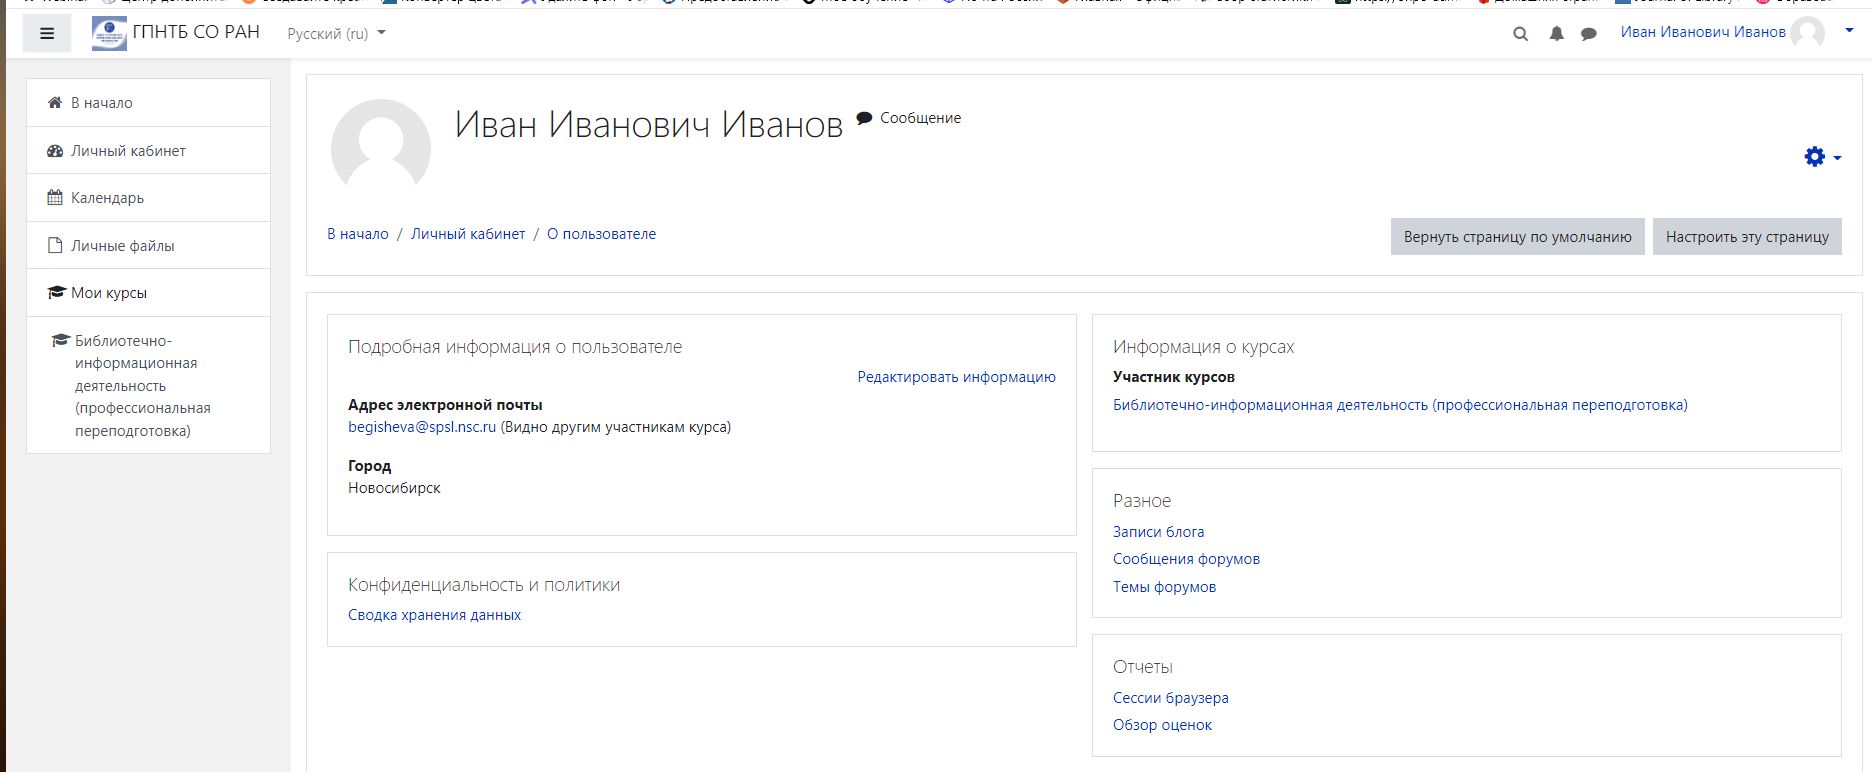 ГПНТБ СО РАН
Русский (ru)
Иван Иванович Иванов
В начало
Личный кабинет
Календарь
Личные файлы
Мои курсы
Библиотечно-
информационная
деятельность
(профессиональная
переподготовка)
Иван Иванович Иванов
Сообщение
В начало / Личный кабинет / О пользователе
Вернуть страницу по умолчанию
Настроить эту страницу
Подробная информация о пользователе
Редактировать информацию
Адрес электронной почты
begisheva@spsl.nsc.ru (Видно другим участникам курса)
Город
Новосибирск
Конфиденциальность и политики
Сводка хранения данных
Информация о курсах
Участник курсов
Библиотечно-информационная деятельность (профессиональная переподготовка)
Разное
Записи блога
Сообщения форумов
Темы форумов
Отчеты
Сессии браузера
Обзор оценок